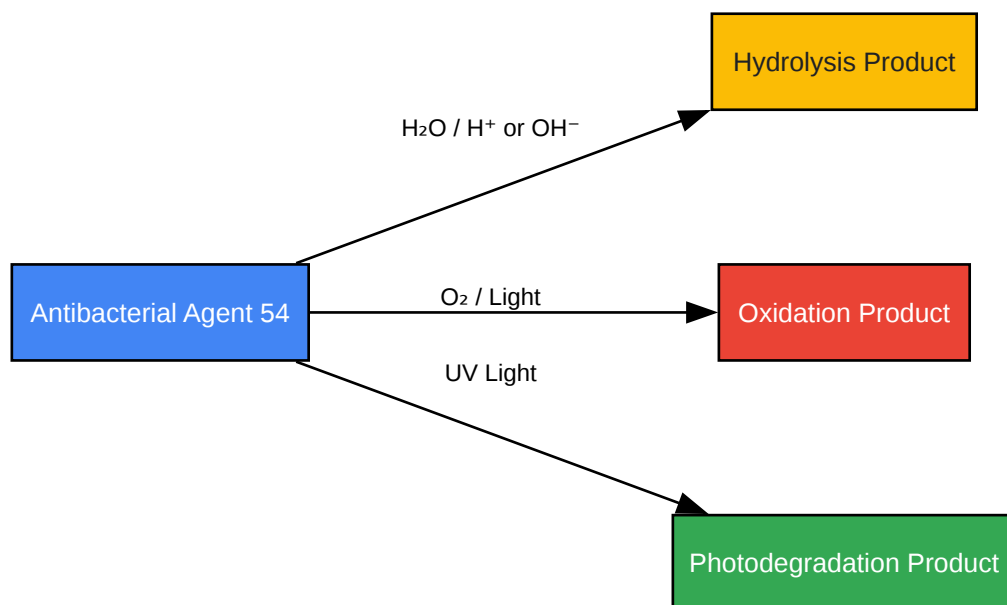 Hydrolysis Product
H₂O / H⁺ or OH⁻
Antibacterial Agent 54
O₂ / Light
Oxidation Product
UV Light
Photodegradation Product